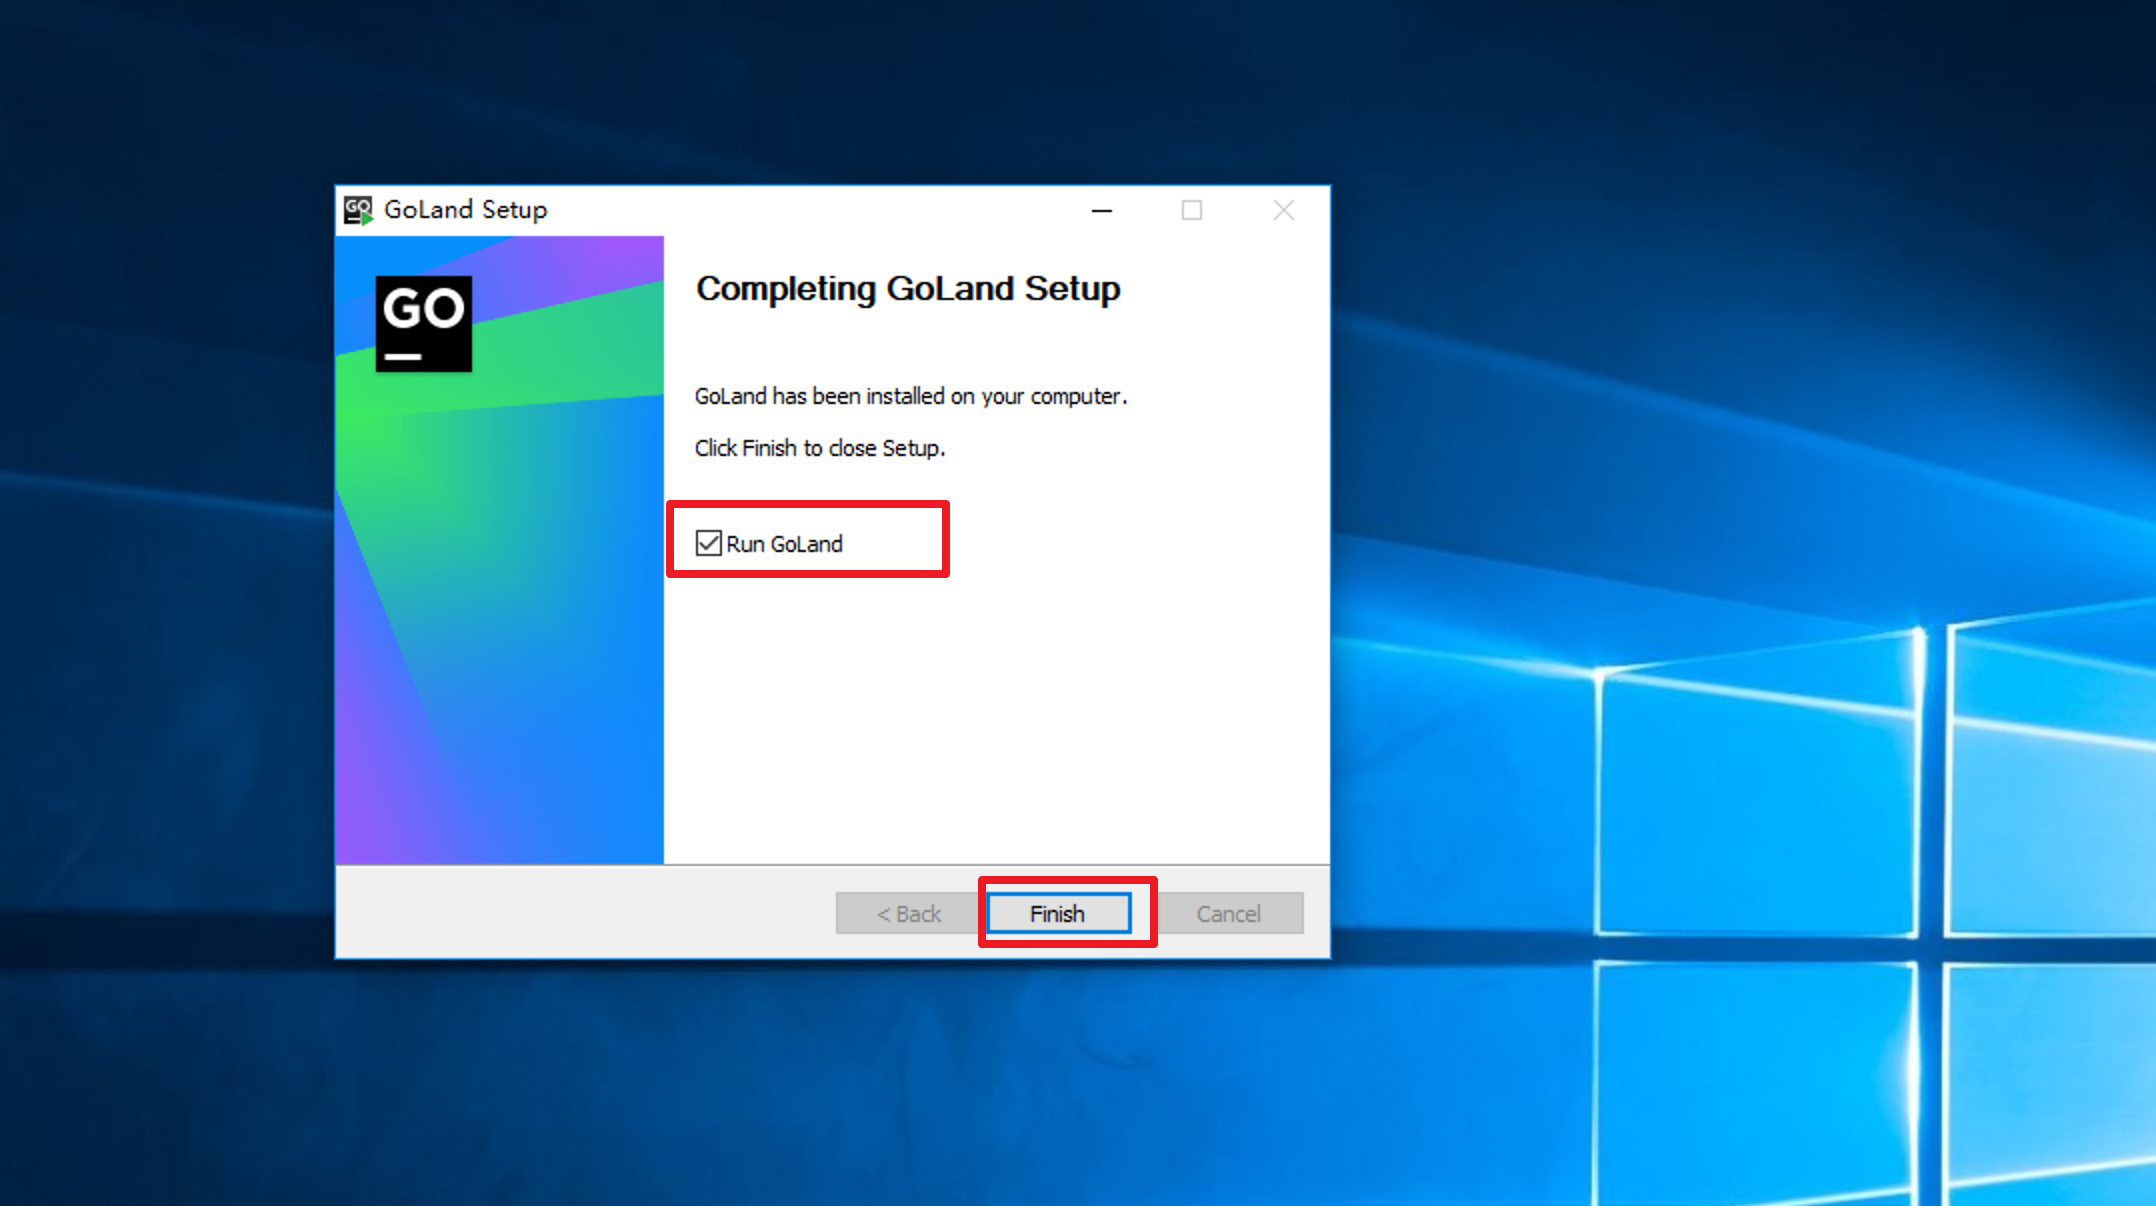 GO
GoLand Setup
GO
Completing GoLand Setup
GoLand has been installed on your computer.
Click Finish to close Setup.
Run GoLand
< Back
Finish
Cancel